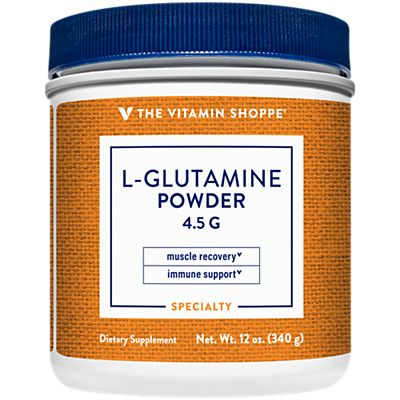 THE VITAMIN SHOPPE®
L-GLUTAMINE
POWDER
4.5 G
muscle recovery
immune support
SPECIALTY
Dietary Supplement Net. Wt. 12 oz. (340 g)